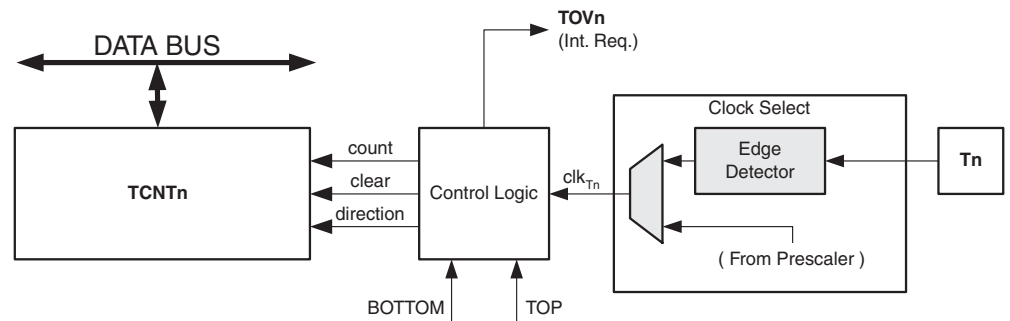 TOVn
(Int. Req.)
DATA BUS
Clock Select
count
Edge
Detector
Tn
TCNTn
clear
Control Logic
clkTn
direction
( From Prescaler )
BOTTOM
TOP